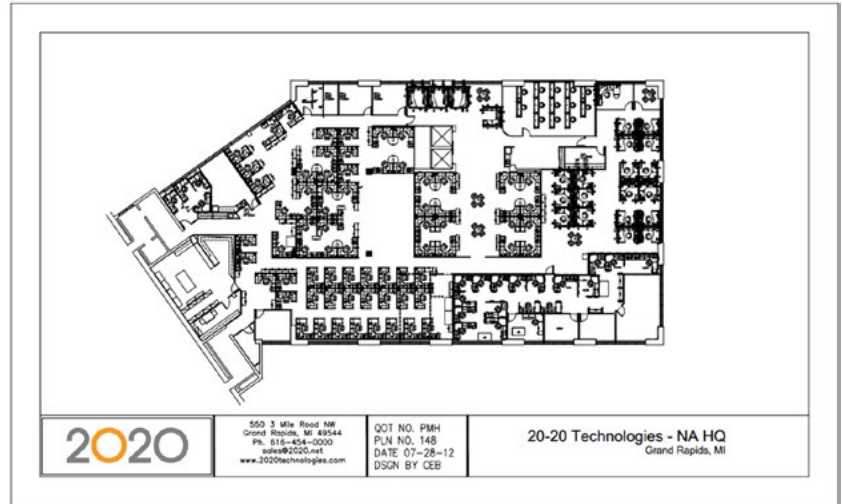 2020
550 3 Mile Road NW
Grand Rapids, MI 49544
Ph. 616-454-0000
sales@2020.net
www.2020technologies.com
QOT NO. PMH
PLN NO. 148
DATE 07-28-12
DSGN BY CEB
20-20 Technologies - NA HQ
Grand Rapids, MI